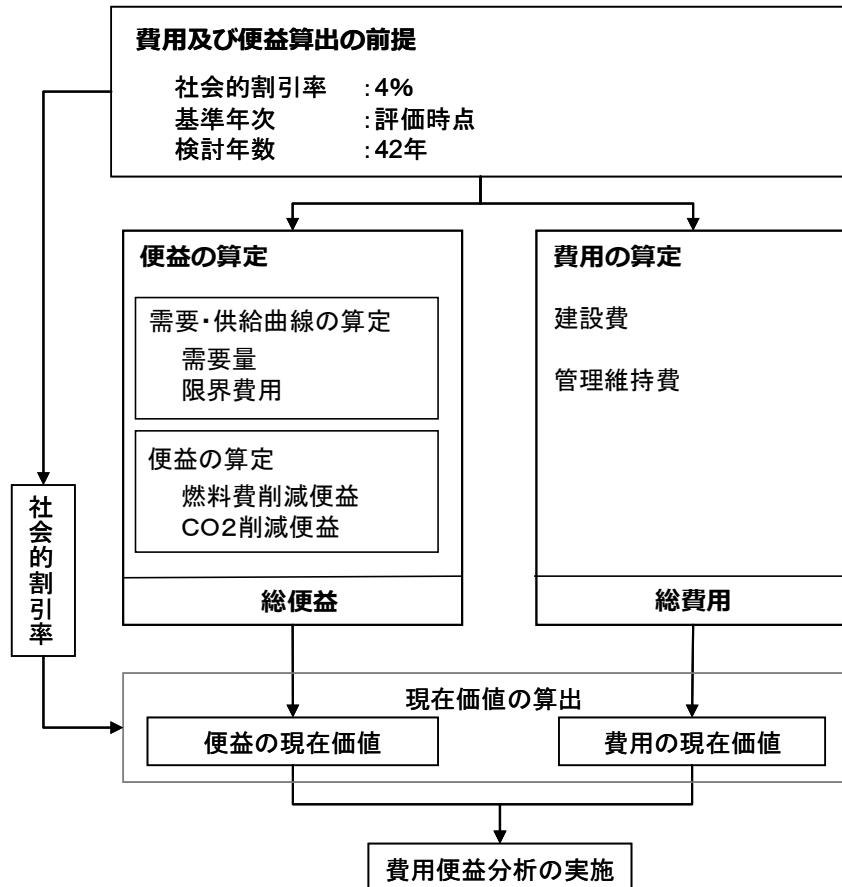 費用及び便益算出の前提
社会的割引率 :4%
基準年次 :評価時点
検討年数 :42年
便益の算定
需要・供給曲線の算定
需要量
限界費用
便益の算定
燃料費削減便益
CO2削減便益
総便益
費用の算定
建設費
管理維持費
総費用
社会的割引率
現在価値の算出
便益の現在価値
費用の現在価値
費用便益分析の実施